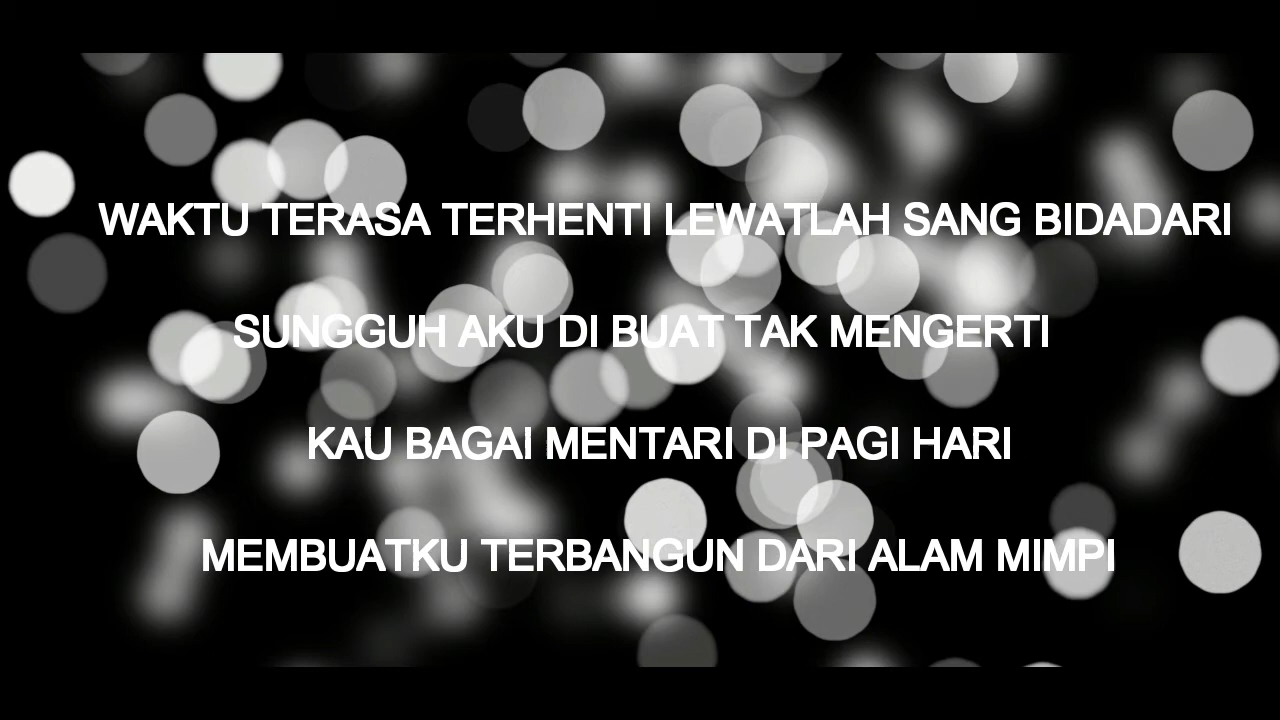 WAKTU TERASA TERHENTI LEWATLAH SANG BIDADARI
SUNGGUH AKU DI BUAT TAK MENGERTI
KAU BAGAI MENTARI DI PAGI HARI
MEMBUATKU TERBANGUN DARI ALAM MIMPI